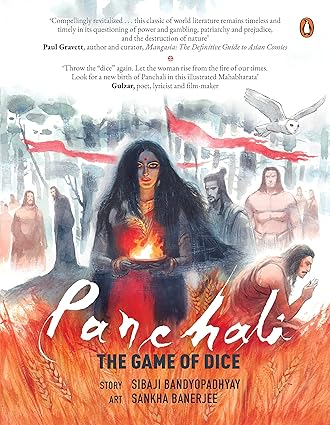 'Compellingly revitalised . . . this classic of world literature remains timeless and
timely in its questioning of power and gambling, patriarchy and prejudice,
and the destruction of nature'
Paul Gravett, author and curator, Mangasia: The Definitive Guide to Asian Comics
'Throw the "dice" again. Let the woman rise from the fire of our times.
Look for a new birth of Panchali in this illustrated Mahabharata'
Gulzar, poet, lyricist and film-maker
Panchali
THE GAME OF DICE
STORY SIBAJI BANDYOPADHYAY
ART SANKHA BANERJEE